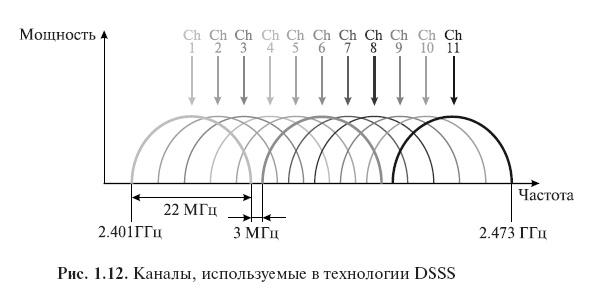 Мощность
Ch Ch Ch Ch Ch Ch Ch Ch Ch Ch Ch
1 2 3 4 5 6 7 8 9 10 11
Частота
22 МГц
2.401ГГц 3 МГц 2.473 ГГц
Рис. 1.12. Каналы, используемые в технологии DSSS